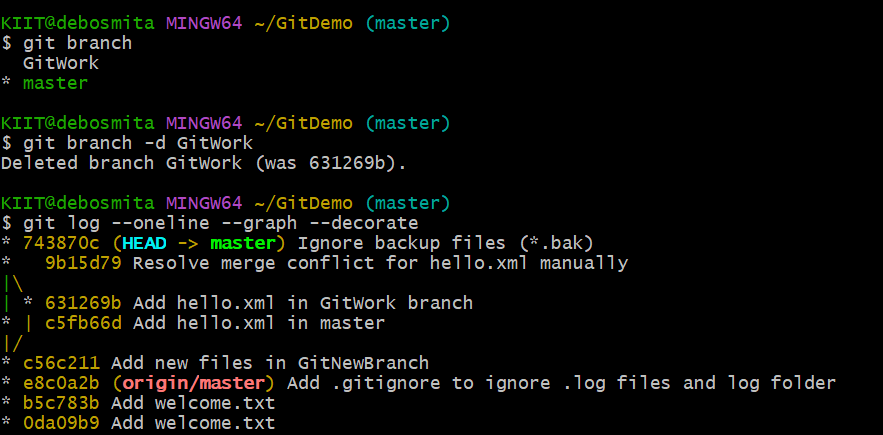 KIIT@debosmita MINGW64 ~/GitDemo (master)
$ git branch
  GitWork
* master

KIIT@debosmita MINGW64 ~/GitDemo (master)
$ git branch -d GitWork
Deleted branch GitWork (was 631269b).

KIIT@debosmita MINGW64 ~/GitDemo (master)
$ git log --oneline --graph --decorate
* 743870c (HEAD -> master) Ignore backup files (*.bak)
*   9b15d79 Resolve merge conflict for hello.xml manually
|\
| * 631269b Add hello.xml in GitWork branch
* | c5fb66d Add hello.xml in master
|/
* c56c211 Add new files in GitNewBranch
* e8c0a2b (origin/master) Add .gitignore to ignore .log files and log folder
* b5c783b Add welcome.txt
* 0da09b9 Add welcome.txt